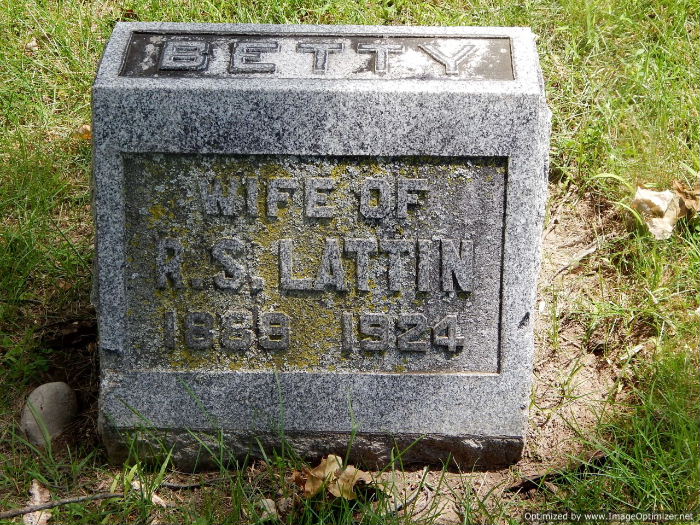 BETTY
WIFE OF
R.S. LATTIN
1869 1924
Optimized by www.ImageOptimizer.net